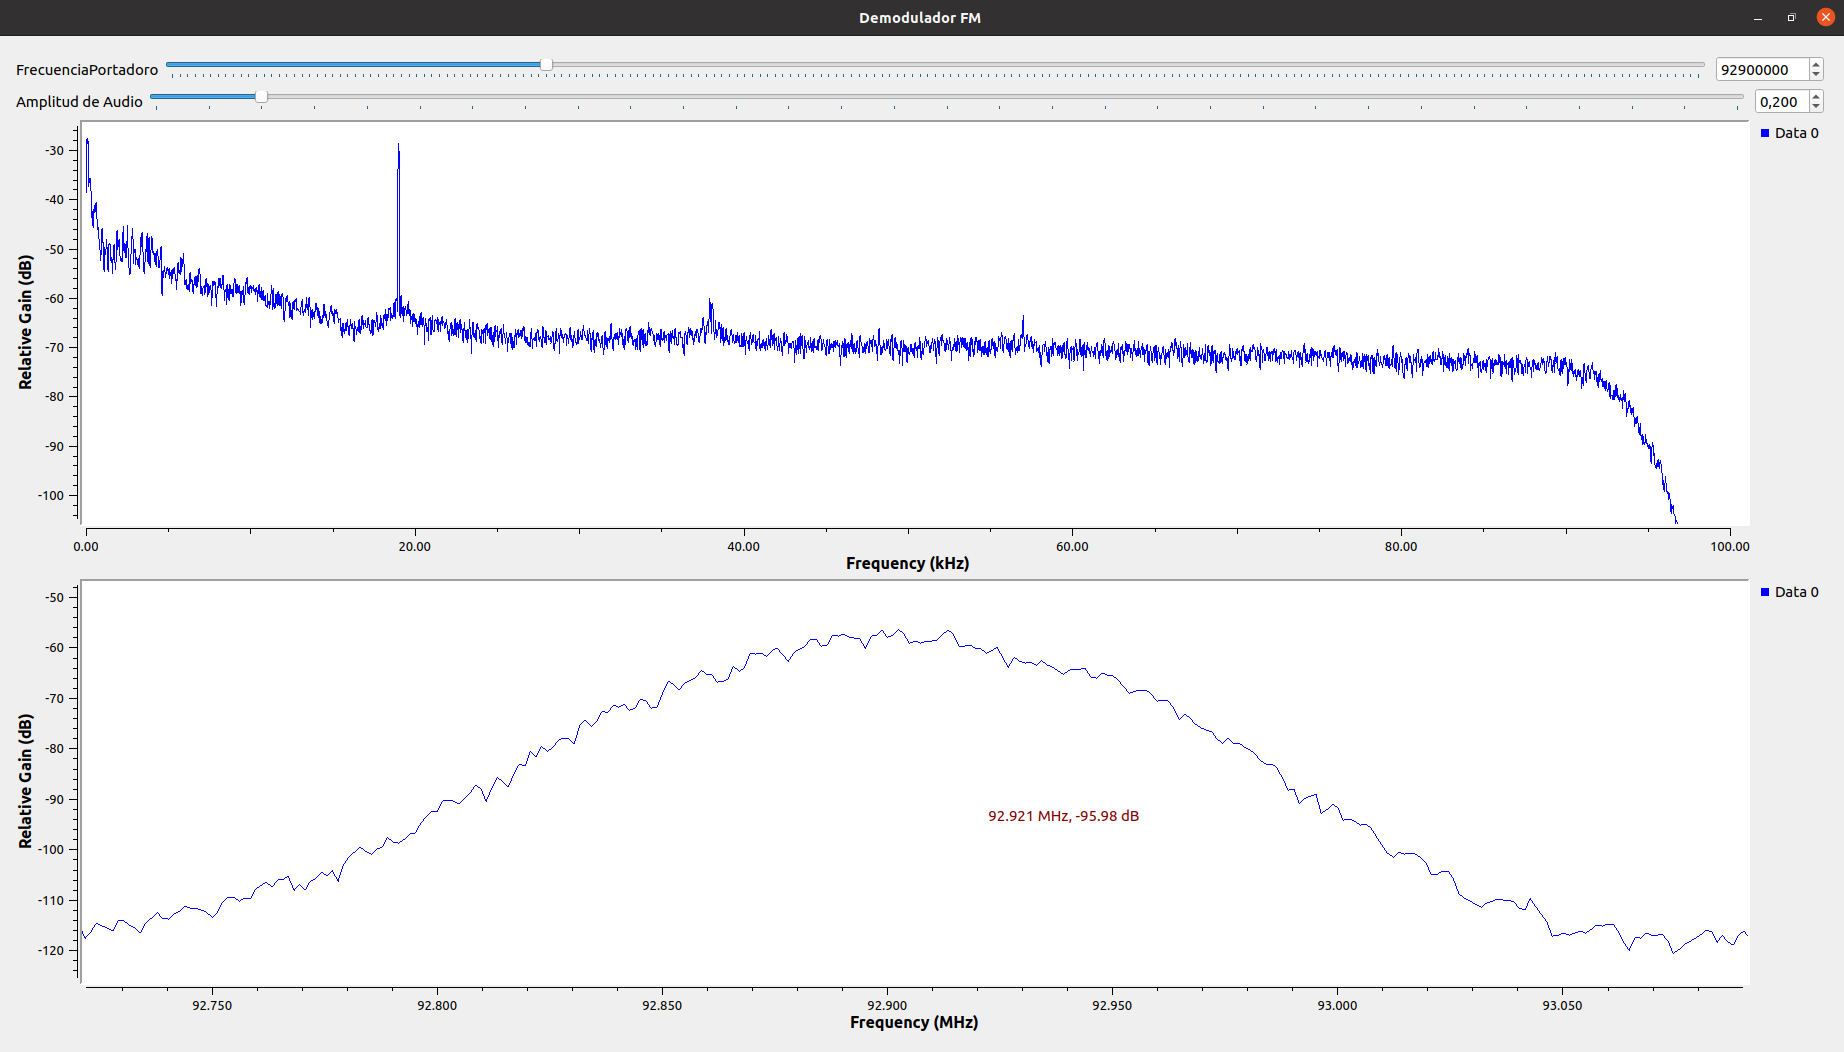 Demodulador FM
FrecuenciaPortadoro 92900000
Amplitud de Audio 0,200
Data 0
-30
-40
-50
-60
-70
-80
-90
-100
Relative Gain (dB)
0.00 20.00 40.00 60.00 80.00 100.00
Frequency (kHz)
Data 0
-50
-60
-70
-80
-90
-100
-110
-120
Relative Gain (dB)
92.921 MHz, -95.98 dB
92.750 92.800 92.850 92.900 92.950 93.000 93.050
Frequency (MHz)